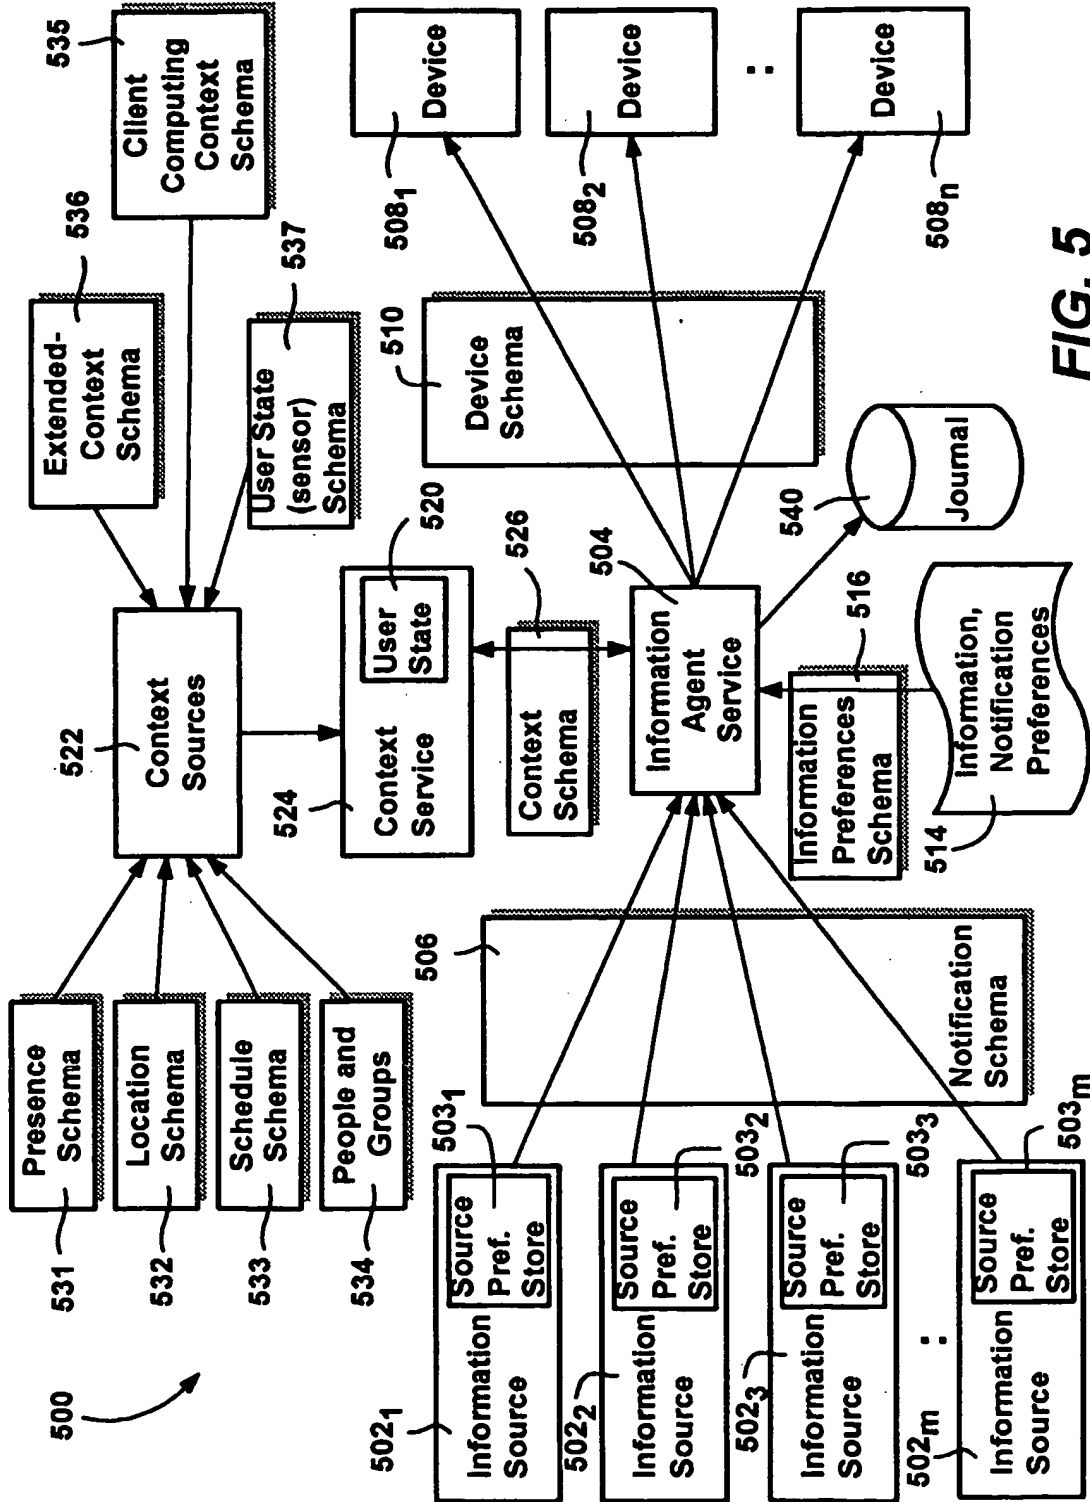 500
531
Presence
Schema
532
Location
Schema
533
Schedule
Schema
534
People and
Groups
522
Context
Sources
Extended-
Context
Schema
536
Client
Computing
Context
Schema
535
User State
(sensor)
Schema
537
524
Context
Service
User
State
520
Context
Schema
526
Information
Agent
Service
504
506
Notification
Schema
502₁
Information
Source
Source
Pref.
Store
503₁
502₂
Information
Source
Source
Pref.
Store
503₂
502₃
Information
Source
Source
Pref.
Store
503₃
502ₘ
Information
Source
Source
Pref.
Store
503ₘ
Information
Preferences
Schema
516
514
Information,
Notification
Preferences
540
Journal
510
Device
Schema
508₁
Device
508₂
Device
508ₙ
Device
FIG. 5